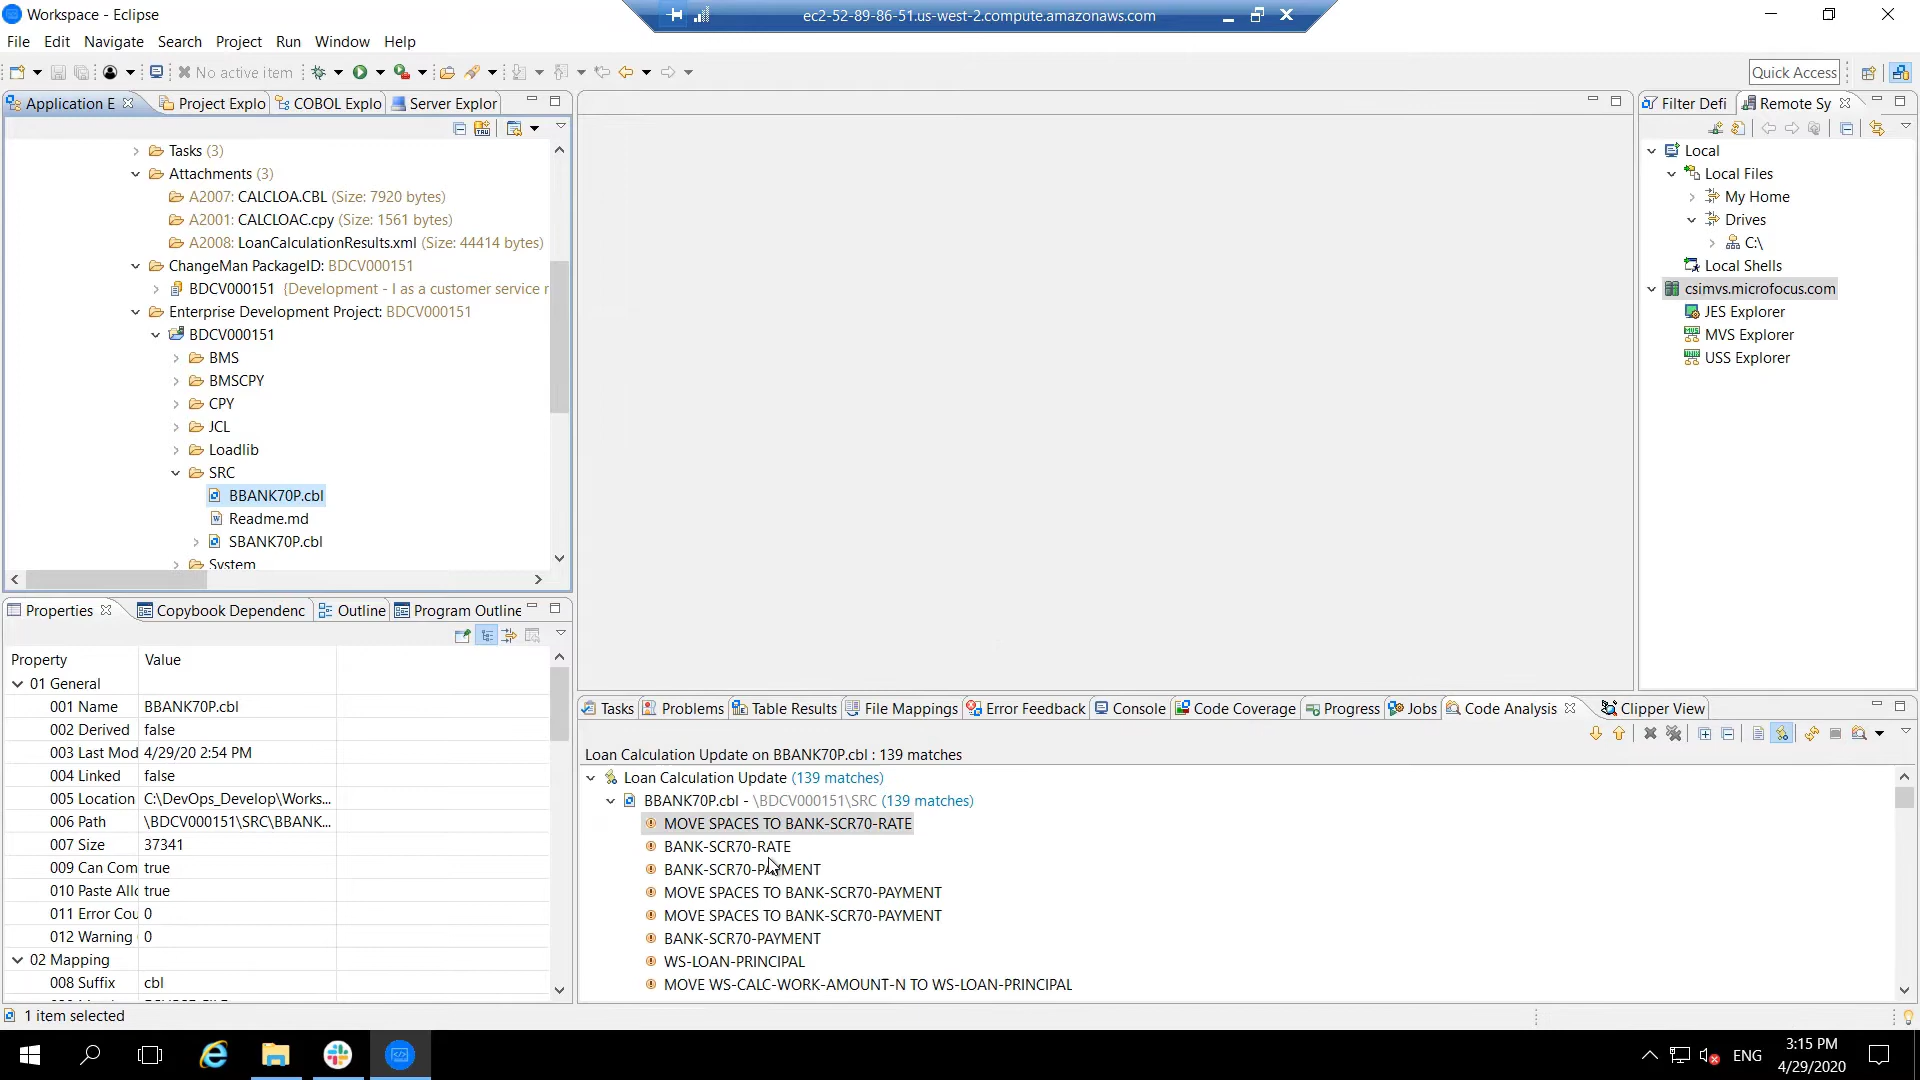 Workspace - Eclipse
ec2-52-89-86-51.us-west-2.compute.amazonaws.com
File Edit Navigate Search Project Run Window Help
No active item
Quick Access
Application E
Project Explo
COBOL Explo
Server Explor
Tasks (3)
Attachments (3)
A2007: CALCLOA.CBL (Size: 7920 bytes)
A2001: CALCLOAC.cpy (Size: 1561 bytes)
A2008: LoanCalculationResults.xml (Size: 44414 bytes)
ChangeMan PackageID: BDCV000151
BDCV000151 {Development - I as a customer service r
Enterprise Development Project: BDCV000151
BDCV000151
BMS
BMSCPY
CPY
JCL
Loadlib
SRC
BBANK70P.cbl
Readme.md
SBANK70P.cbl
System
Filter Defi
Remote Sy
Local
Local Files
My Home
Drives
C:\
Local Shells
csimvs.microfocus.com
JES Explorer
MVS Explorer
USS Explorer
Properties
Copybook Dependenc
Outline
Program Outline
Property Value
01 General
001 Name BBANK70P.cbl
002 Derived false
003 Last Mod 4/29/20 2:54 PM
004 Linked false
005 Location C:\DevOps_Develop\Works...
006 Path \BDCV000151\SRC\BBANK...
007 Size 37341
009 Can Com true
010 Paste Allo true
011 Error Cou 0
012 Warning 0
02 Mapping
008 Suffix cbl
Tasks
Problems
Table Results
File Mappings
Error Feedback
Console
Code Coverage
Progress
Jobs
Code Analysis
Clipper View
Loan Calculation Update on BBANK70P.cbl : 139 matches
Loan Calculation Update (139 matches)
BBANK70P.cbl - \BDCV000151\SRC (139 matches)
MOVE SPACES TO BANK-SCR70-RATE
BANK-SCR70-RATE
BANK-SCR70-PAYMENT
MOVE SPACES TO BANK-SCR70-PAYMENT
MOVE SPACES TO BANK-SCR70-PAYMENT
BANK-SCR70-PAYMENT
WS-LOAN-PRINCIPAL
MOVE WS-CALC-WORK-AMOUNT-N TO WS-LOAN-PRINCIPAL
1 item selected
ENG
3:15 PM
4/29/2020